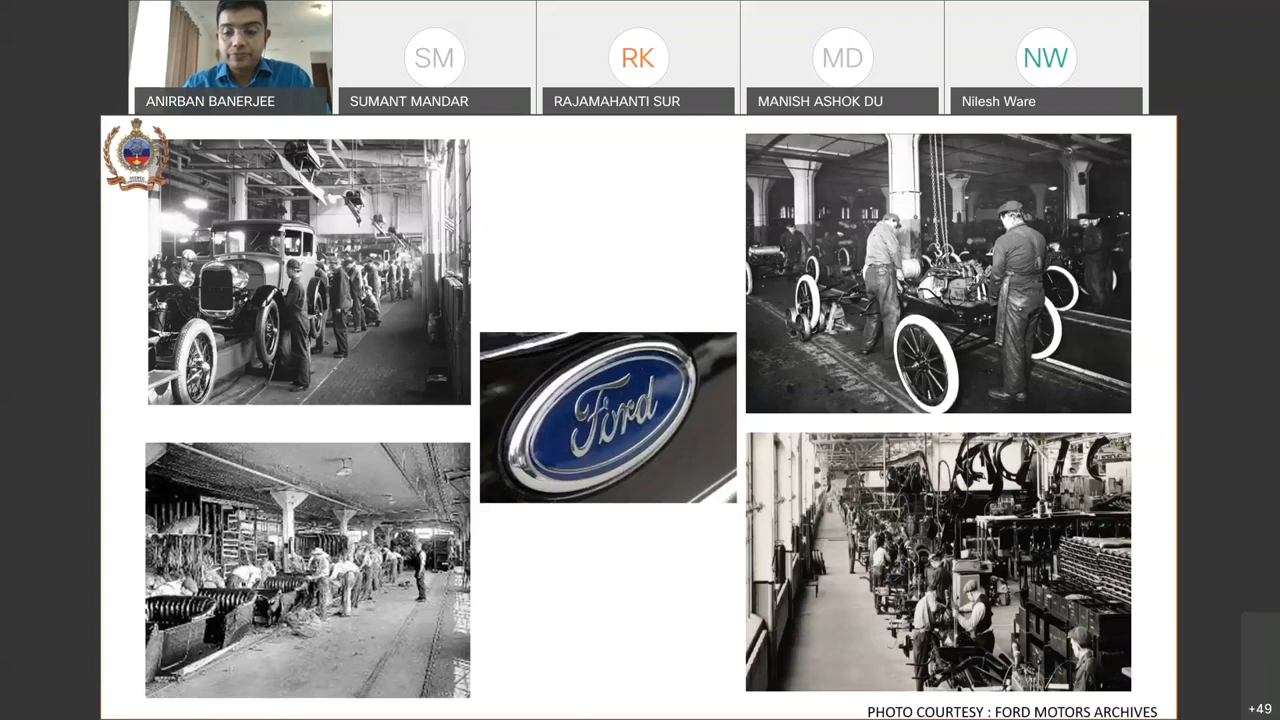 SM
RK
MD
NW
ANIRBAN BANERJEE
SUMANT MANDAR
RAJAMAHANTI SUR
MANISH ASHOK DU
Nilesh Ware
Ford
PHOTO COURTESY : FORD MOTORS ARCHIVES
+49